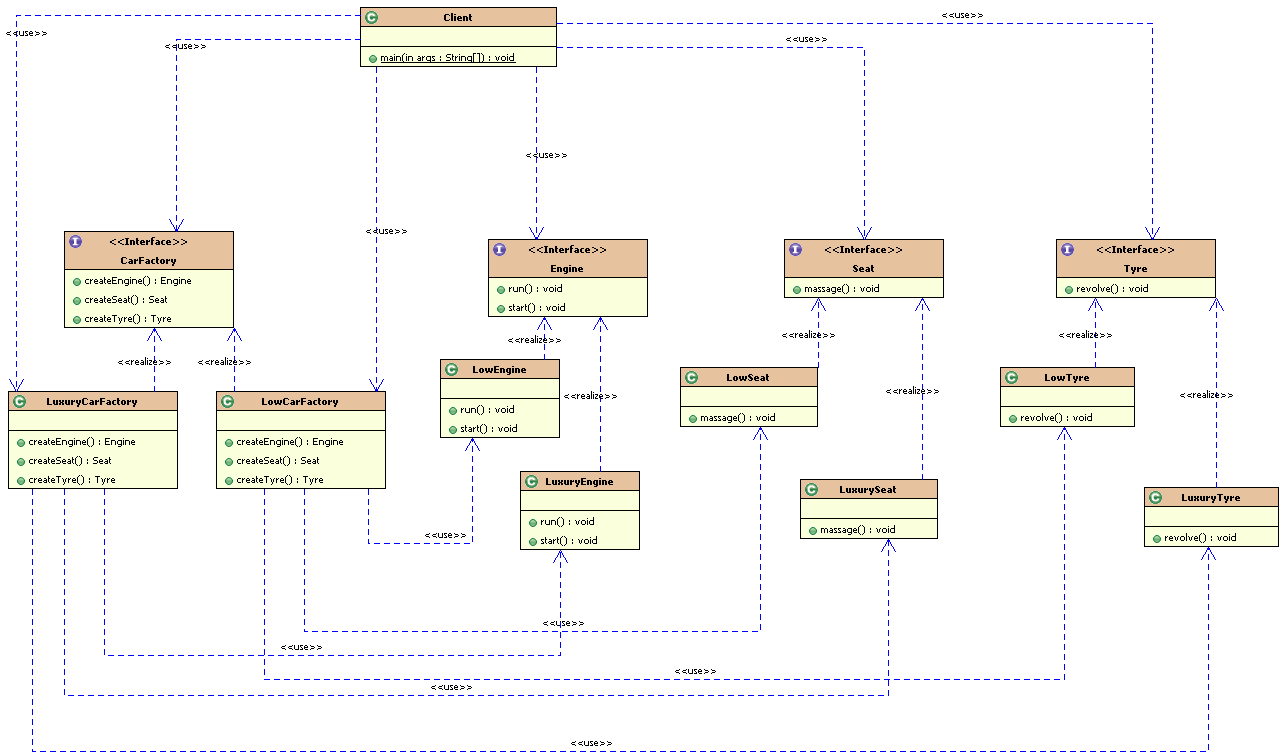 Client
main(in args : String[]) : void
<<use>>
<<use>>
<<use>>
<<use>>
<<use>>
<<use>>
<<Interface>>
CarFactory
createEngine() : Engine
createSeat() : Seat
createTyre() : Tyre
<<Interface>>
Engine
run() : void
start() : void
<<Interface>>
Seat
massage() : void
<<Interface>>
Tyre
revolve() : void
<<realize>>
<<realize>>
<<realize>>
<<realize>>
<<realize>>
<<realize>>
<<realize>>
<<realize>>
LuxuryCarFactory
createEngine() : Engine
createSeat() : Seat
createTyre() : Tyre
LowCarFactory
createEngine() : Engine
createSeat() : Seat
createTyre() : Tyre
LowEngine
run() : void
start() : void
LowSeat
massage() : void
LowTyre
revolve() : void
LuxuryEngine
run() : void
start() : void
LuxurySeat
massage() : void
LuxuryTyre
revolve() : void
<<use>>
<<use>>
<<use>>
<<use>>
<<use>>
<<use>>